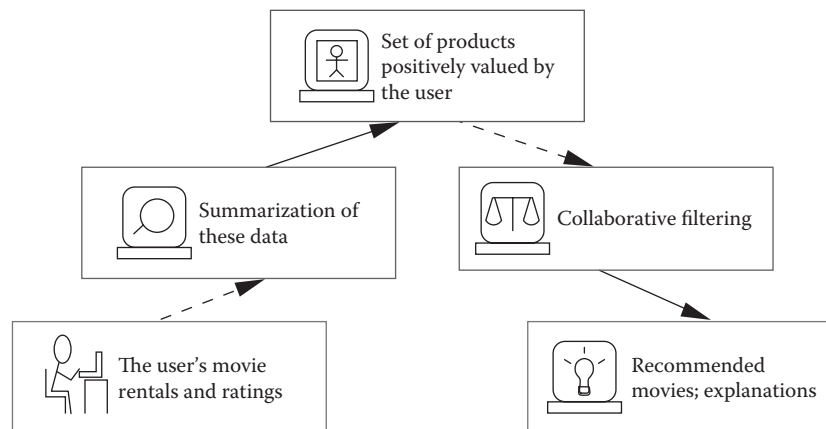 Set of products
positively valued by
the user
Summarization of
these data
Collaborative filtering
The user's movie
rentals and ratings
Recommended
movies; explanations